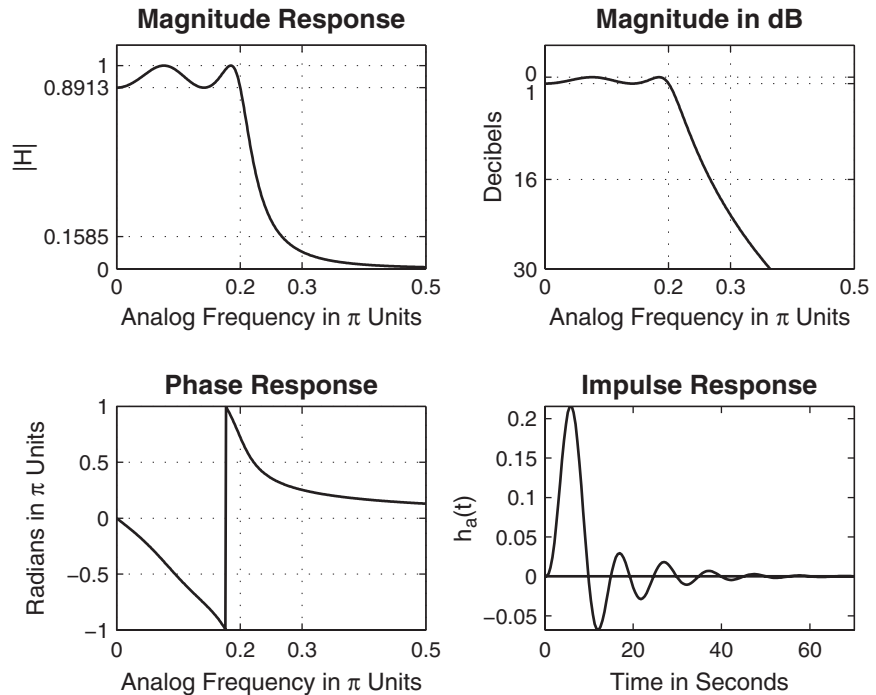 Magnitude Response
1
0.8913
0.1585
0
|H|
0 0.2 0.3 0.5
Analog Frequency in π Units
Magnitude in dB
0
1
16
30
Decibels
0 0.2 0.3 0.5
Analog Frequency in π Units
Phase Response
1
0.5
0
−0.5
−1
Radians in π Units
0 0.2 0.3 0.5
Analog Frequency in π Units
Impulse Response
0.2
0.15
0.1
0.05
0
−0.05
hₐ(t)
0 20 40 60
Time in Seconds